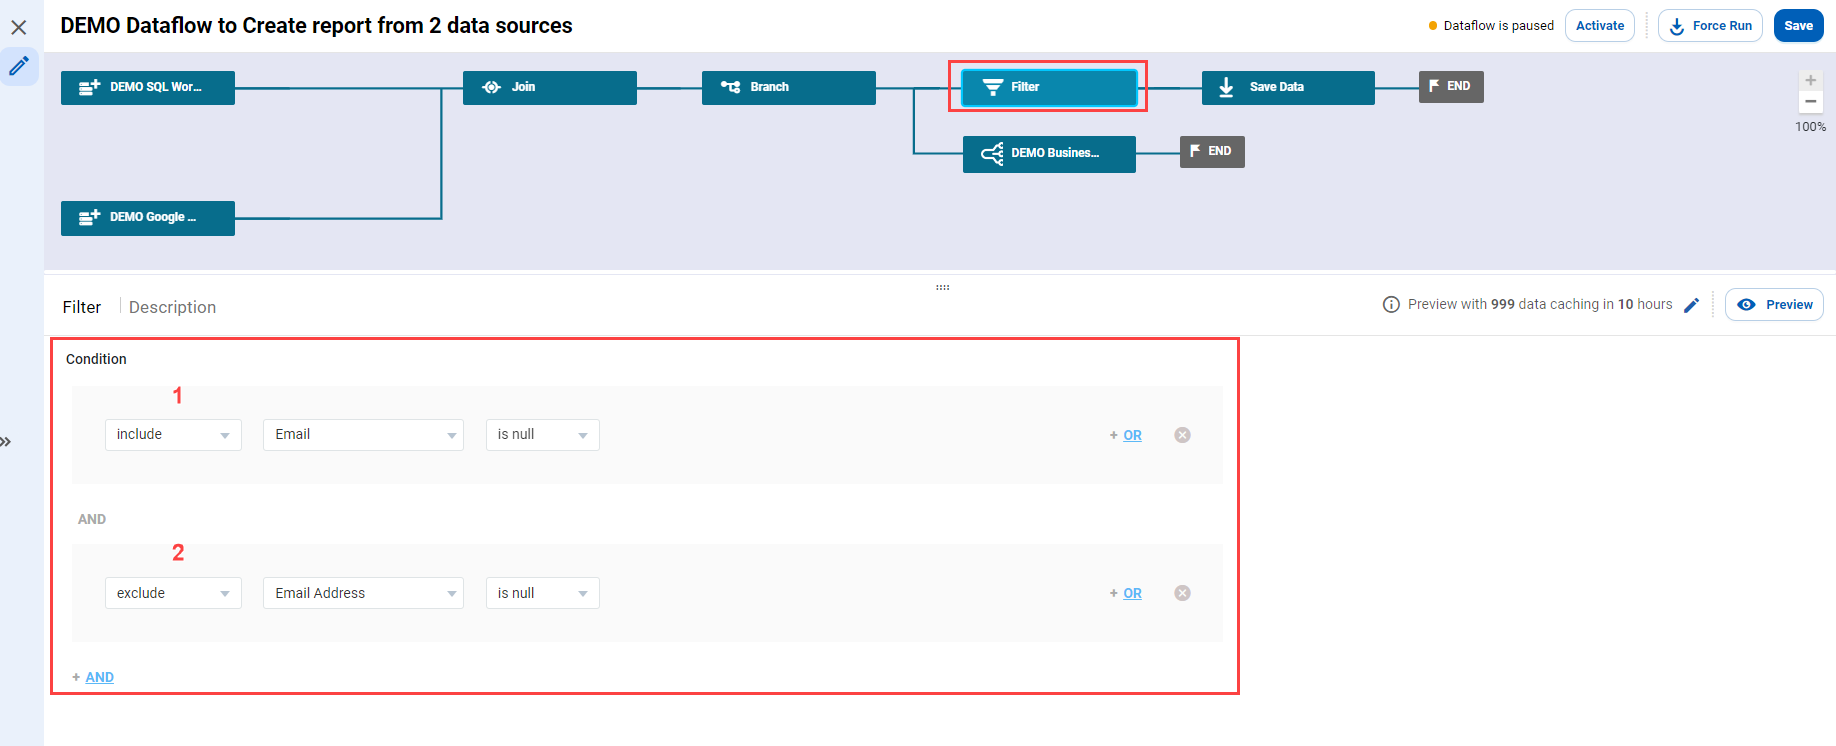 DEMO Dataflow to Create report from 2 data sources
Dataflow is paused
Activate
Force Run
Save
DEMO SQL Wor...
Join
Branch
Filter
Save Data
END
100%
DEMO Busines...
END
DEMO Google ...
Filter
Description
Preview with 999 data caching in 10 hours
Preview
Condition
1
include
Email
is null
+ OR
AND
2
exclude
Email Address
is null
+ OR
+ AND